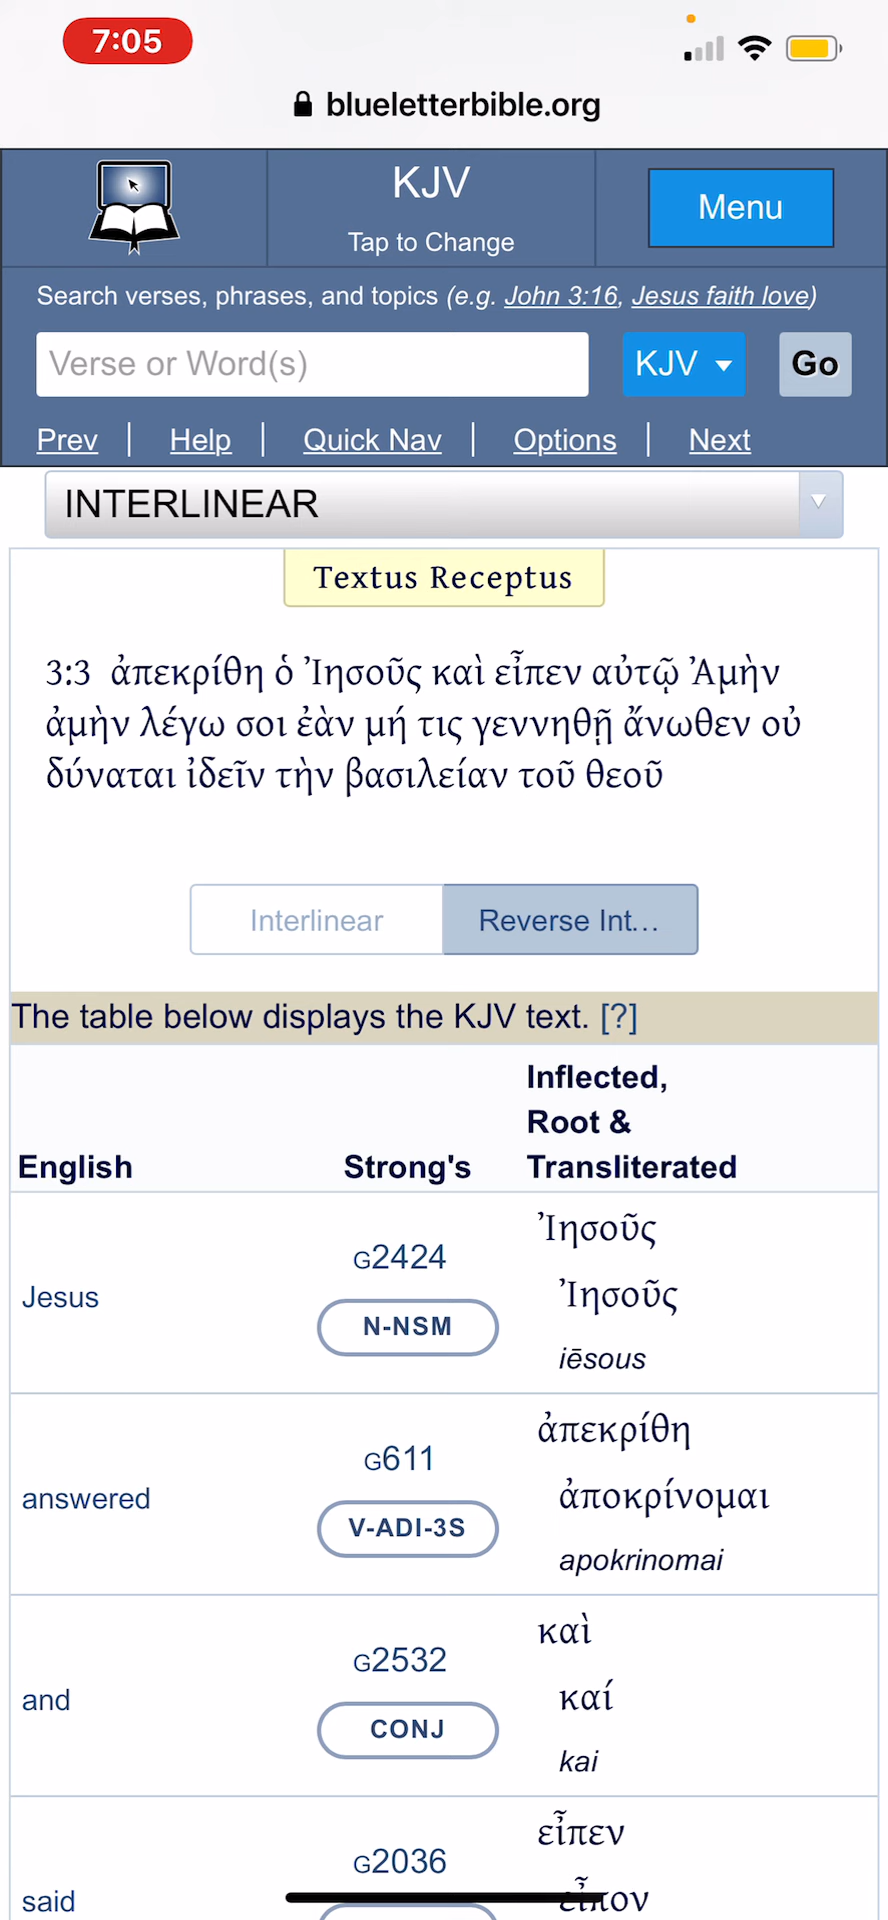 7:05
blueletterbible.org
KJV
Tap to Change
Menu
Search verses, phrases, and topics (e.g. John 3:16, Jesus faith love)
Verse or Word(s)
KJV
Go
Prev | Help | Quick Nav | Options | Next
INTERLINEAR
Textus Receptus
3:3 ἀπεκρίθη ὁ Ἰησοῦς καὶ εἶπεν αὐτῷ Ἀμὴν
ἀμὴν λέγω σοι ἐὰν μή τις γεννηθῇ ἄνωθεν οὐ
δύναται ἰδεῖν τὴν βασιλείαν τοῦ θεοῦ
Interlinear
Reverse Int...
The table below displays the KJV text. [?]
English
Strong's
Inflected,
Root &
Transliterated
Jesus
G2424
N-NSM
Ἰησοῦς
Ἰησοῦς
iēsous
answered
G611
V-ADI-3S
ἀπεκρίθη
ἀποκρίνομαι
apokrinomai
and
G2532
CONJ
καὶ
καί
kai
said
G2036
εἶπεν
εἶπον